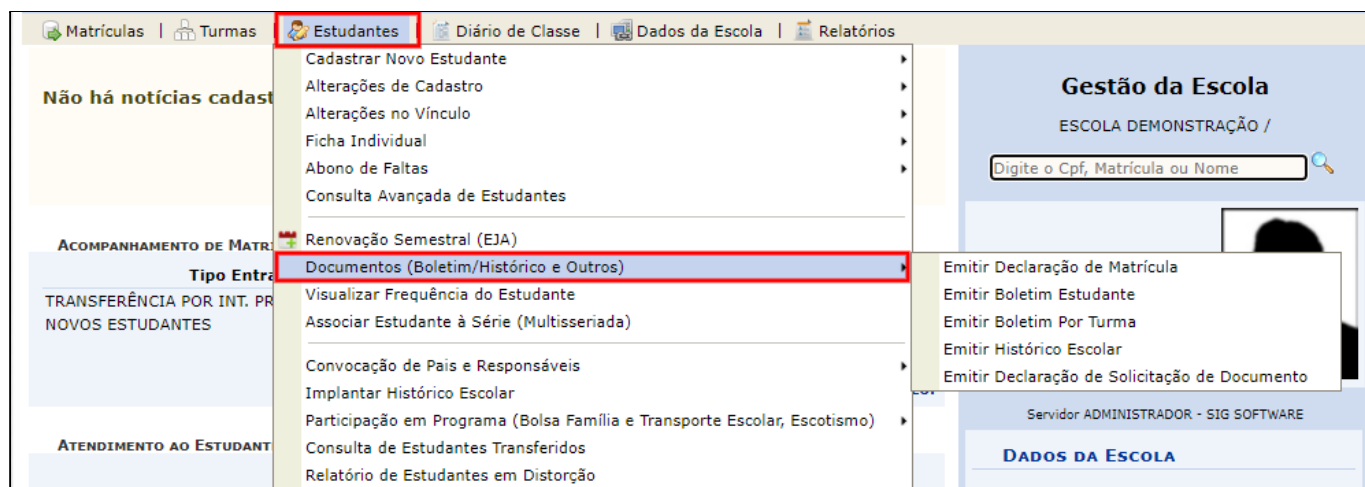 Matrículas | Turmas | Estudantes | Diário de Classe | Dados da Escola | Relatórios
Não há notícias
Cadastrar Novo Estudante
Alterações de Cadastro
Alterações no Vínculo
Ficha Individual
Abono de Faltas
Consulta Avançada de Estudantes
Renovação Semestral (EJA)
Documentos (Boletim/Histórico e Outros)
Visualizar Frequência do Estudante
Associar Estudante à Série (Multisseriada)
Convocação de Pais e Responsáveis
Implantar Histórico Escolar
Participação em Programa (Bolsa Família e Transporte Escolar, Escotismo)
Consulta de Estudantes Transferidos
Relatório de Estudantes em Distorção
Emitir Declaração de Matrícula
Emitir Boletim Estudante
Emitir Boletim Por Turma
Emitir Histórico Escolar
Emitir Declaração de Solicitação de Documento
Acompanhamento de
Tipo
TRANSFERÊNCIA POR INT.
NOVOS ESTUDANTES
Atendimento ao
Gestão da Escola
ESCOLA DEMONSTRAÇÃO /
Digite o Cpf, Matrícula ou Nome
Servidor ADMINISTRADOR - SIG SOFTWARE
Dados da Escola